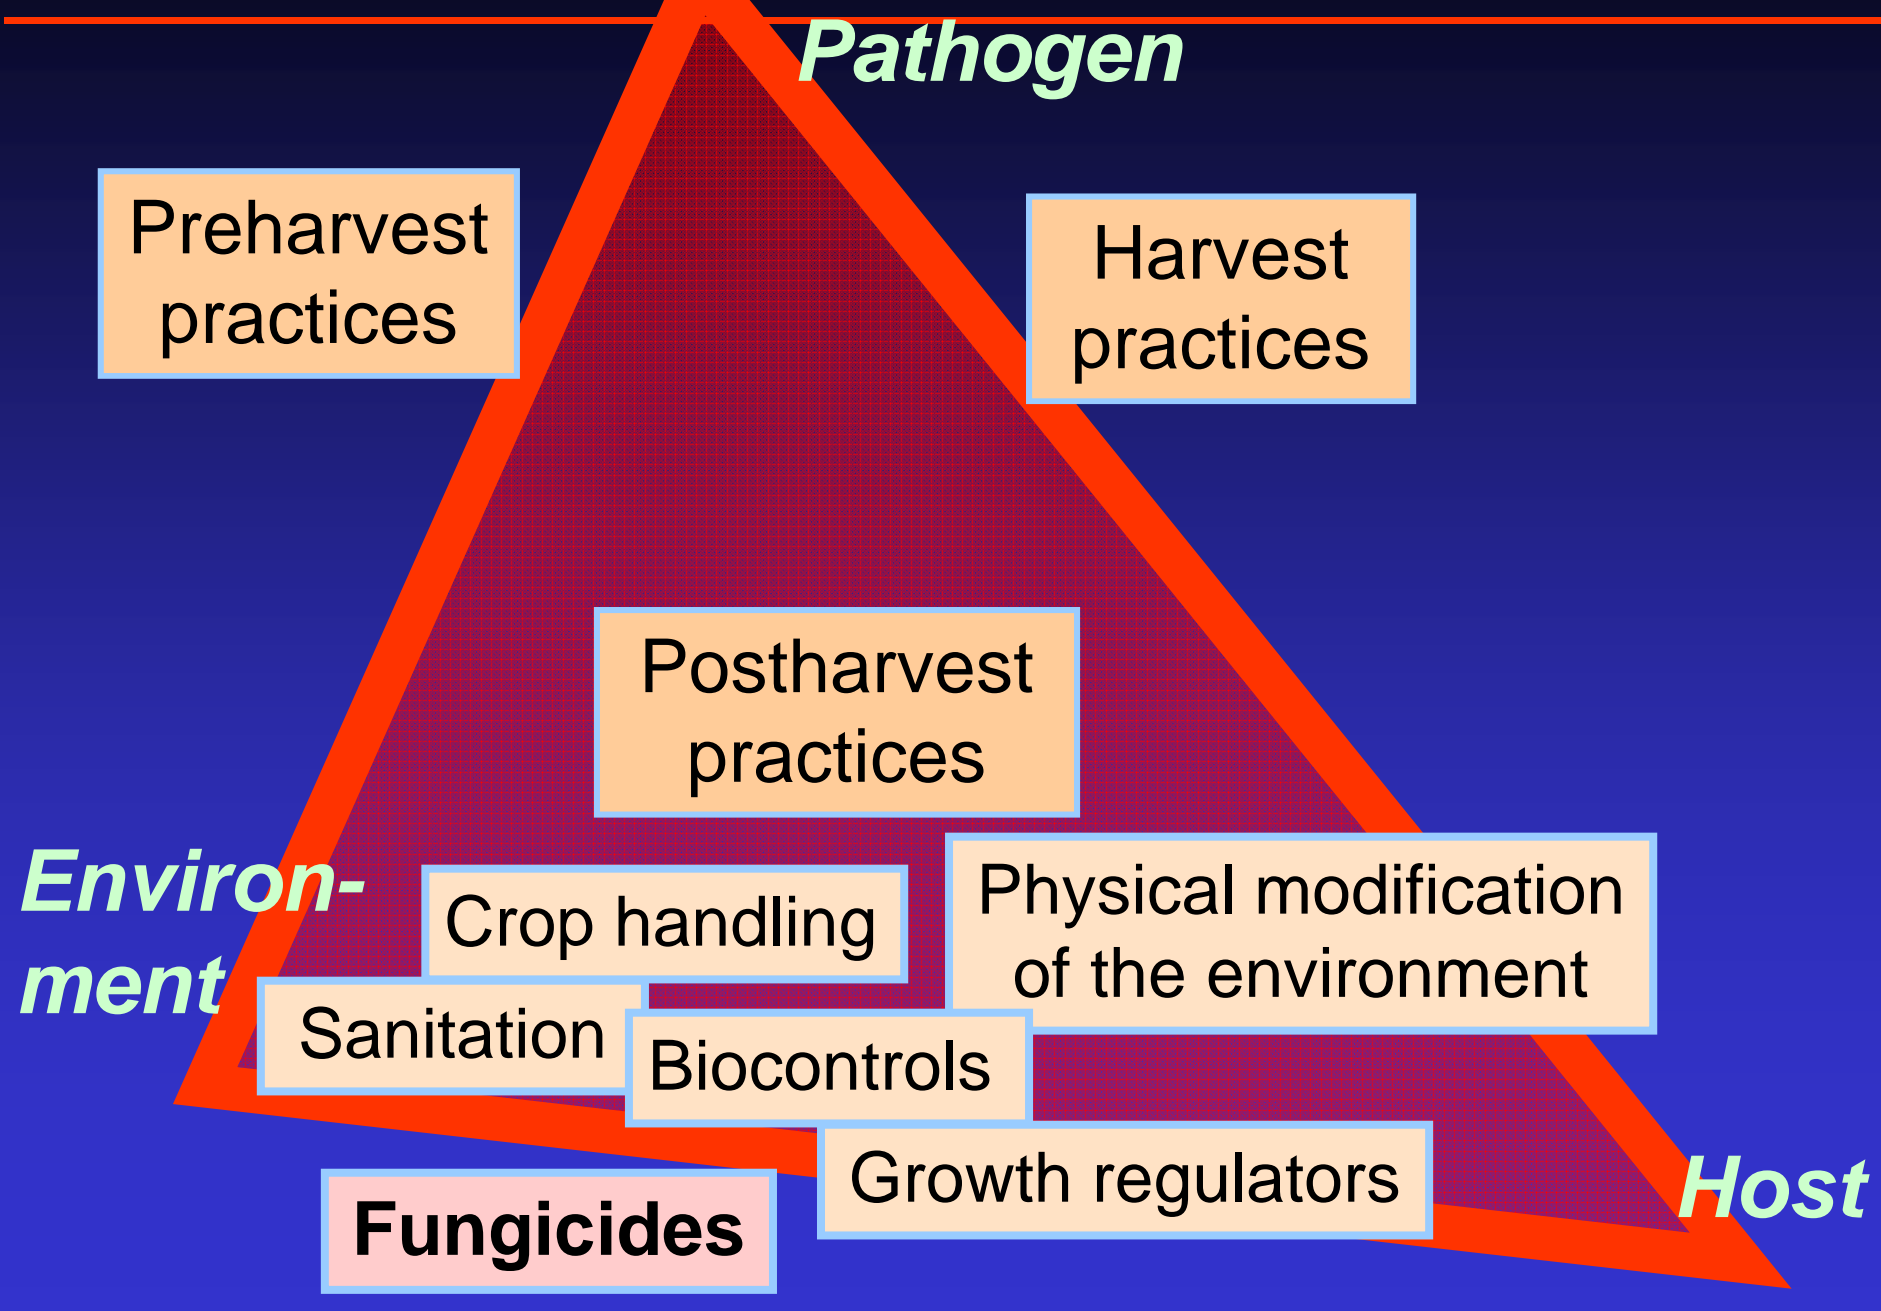 Pathogen
Preharvest
practices
Harvest
practices
Postharvest
practices
Environ-
ment
Crop handling
Physical modification
of the environment
Sanitation
Biocontrols
Growth regulators
Host
Fungicides